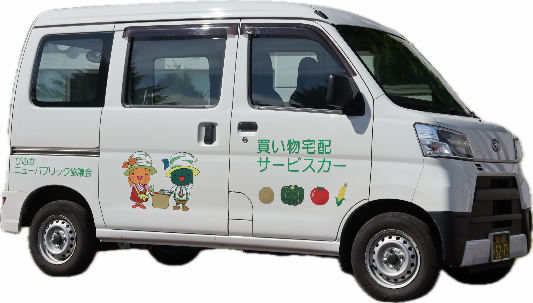 買い物宅配
サービスカー
びふか
ニューパブリック協議会